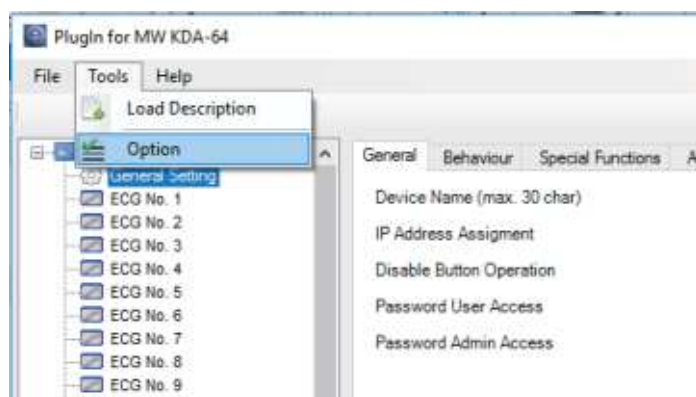 PlugIn for MW KDA-64
File Tools Help
Load Description
Option
General Setting
ECG No. 1
ECG No. 2
ECG No. 3
ECG No. 4
ECG No. 5
ECG No. 6
ECG No. 7
ECG No. 8
ECG No. 9
General Behaviour Special Functions A
Device Name (max. 30 char)
IP Address Assigment
Disable Button Operation
Password User Access
Password Admin Access